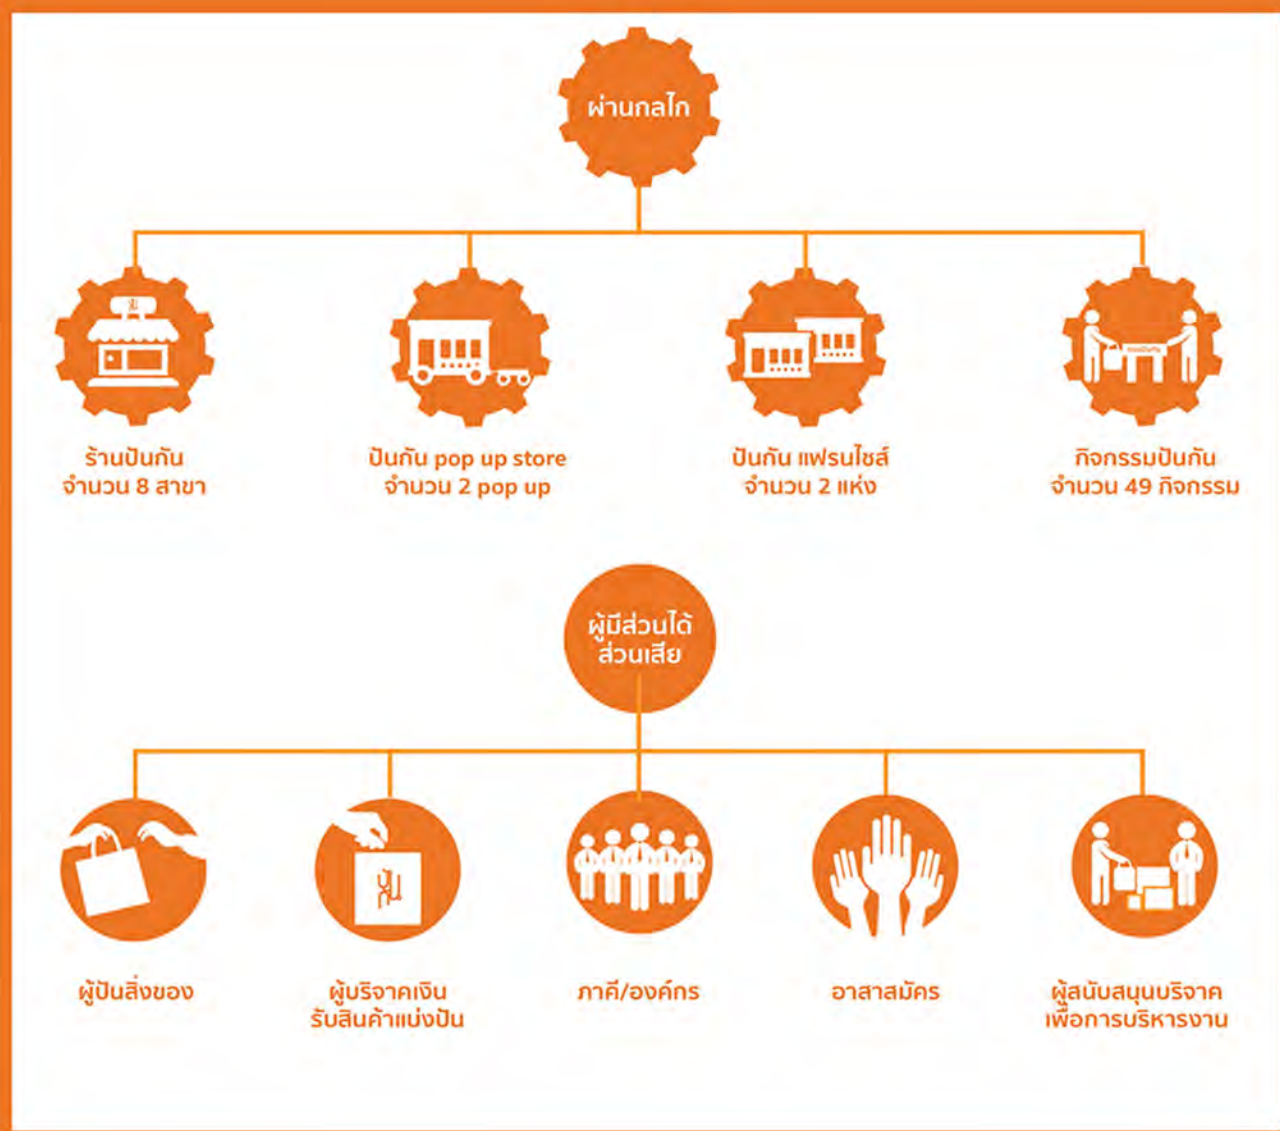 ผ่านกลไก
ปัน
ร้านปันกัน
จำนวน 8 สาขา
ปันกัน pop up store
จำนวน 2 pop up
ปันกัน แฟรนไชส์
จำนวน 2 แห่ง
กิจกรรมปันกัน
จำนวน 49 กิจกรรม
ผู้มีส่วนได้
ส่วนเสีย
ปัน
กัน
ผู้ปันสิ่งของ
ผู้บริจาคเงิน
รับสินค้าแบ่งปัน
ภาคี/องค์กร
อาสาสมัคร
ผู้สนับสนุนบริจาค
เพื่อการบริหารงาน